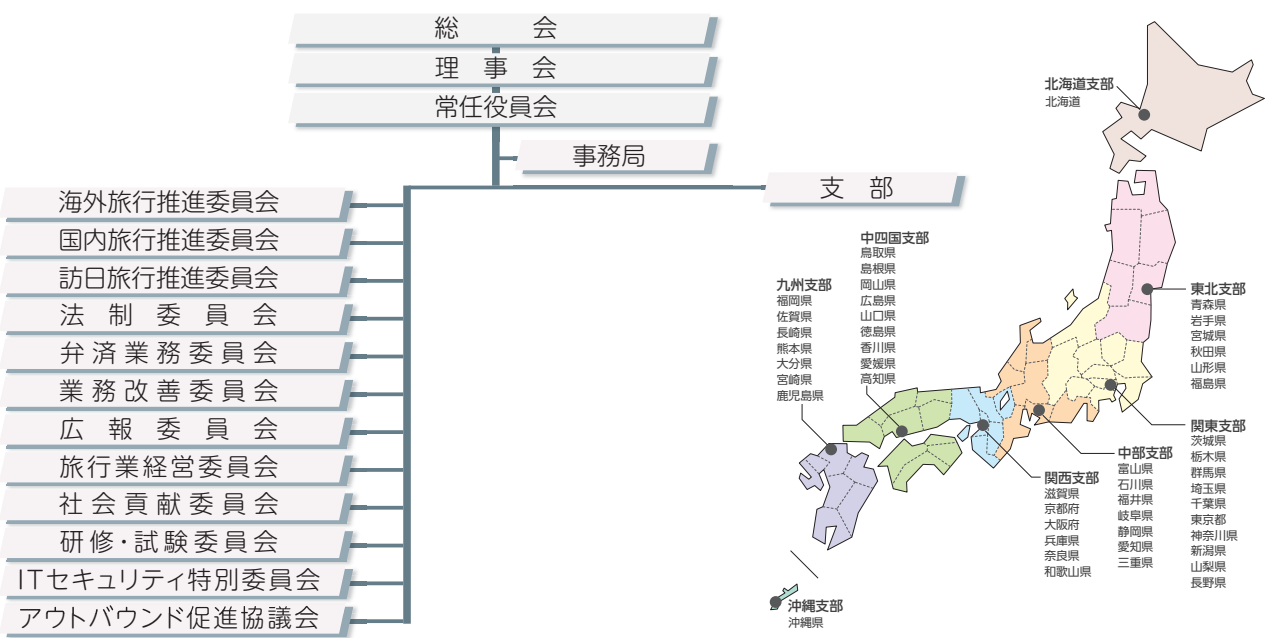 総会
理事会
常任役員会
事務局
支部
海外旅行推進委員会
国内旅行推進委員会
訪日旅行推進委員会
法制委員会
弁済業務委員会
業務改善委員会
広報委員会
旅行業経営委員会
社会貢献委員会
研修・試験委員会
ITセキュリティ特別委員会
アウトバウンド促進協議会
北海道支部
北海道
東北支部
青森県
岩手県
宮城県
秋田県
山形県
福島県
関東支部
茨城県
栃木県
群馬県
埼玉県
千葉県
東京都
神奈川県
新潟県
山梨県
長野県
中部支部
富山県
石川県
福井県
岐阜県
静岡県
愛知県
三重県
関西支部
滋賀県
京都府
大阪府
兵庫県
奈良県
和歌山県
中四国支部
鳥取県
島根県
岡山県
広島県
山口県
徳島県
香川県
愛媛県
高知県
九州支部
福岡県
佐賀県
長崎県
熊本県
大分県
宮崎県
鹿児島県
沖縄支部
沖縄県